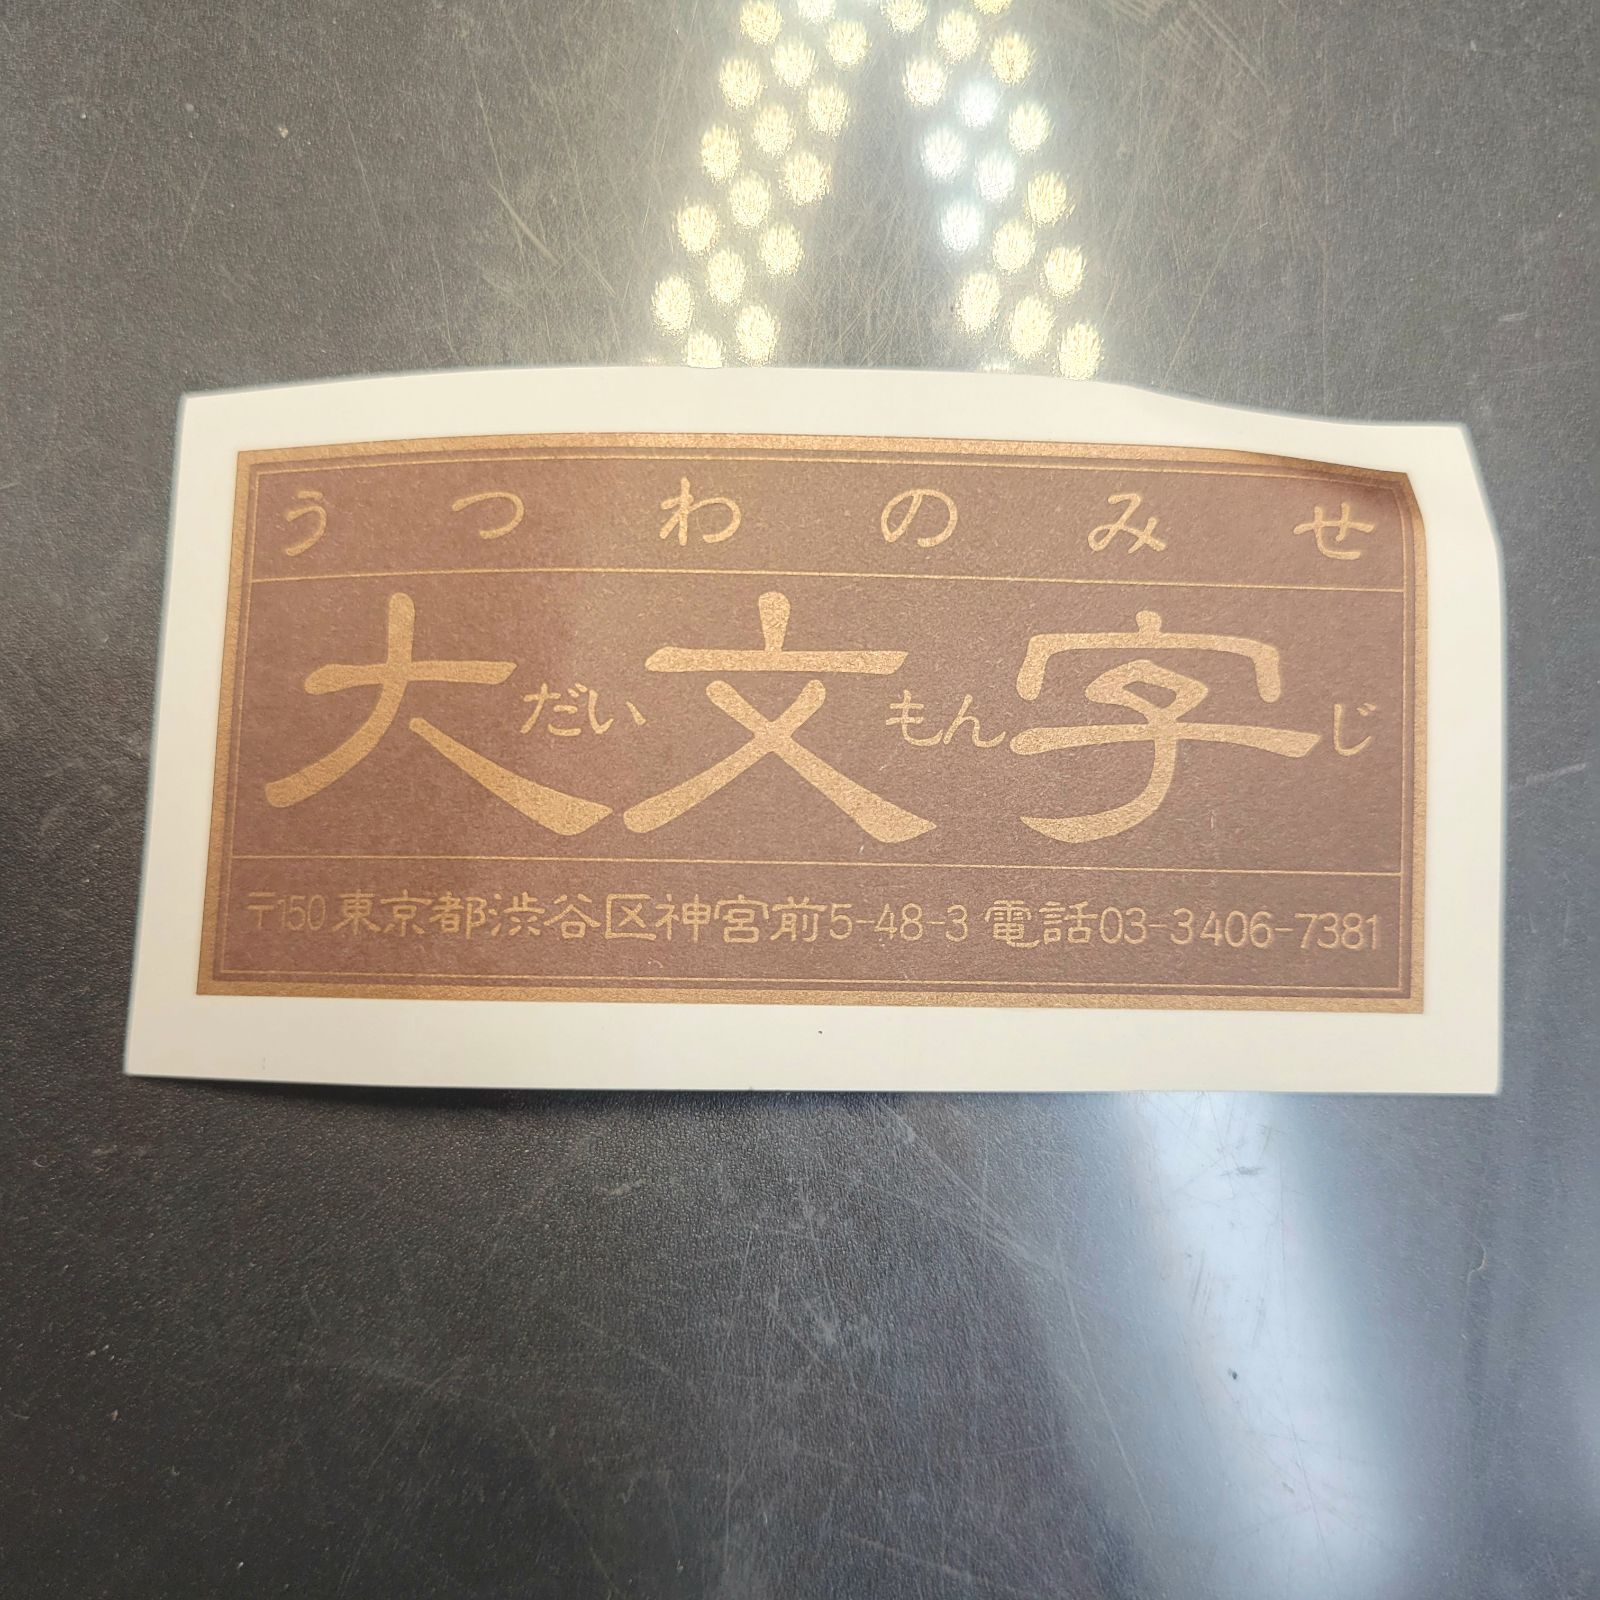 うつわのみせ
大だい文もん字じ
〒150 東京都渋谷区神宮前5-48-3 電話03-3406-7381